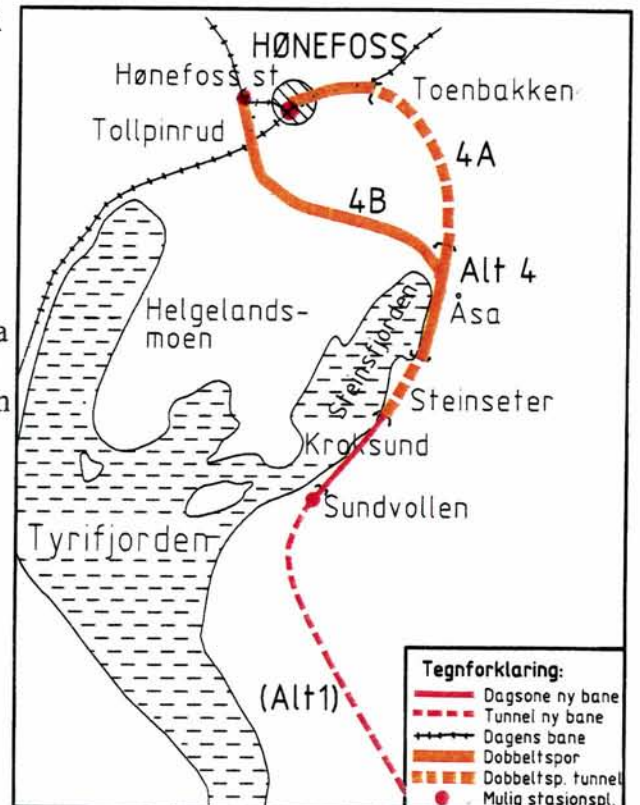 HØNEFOSS
Hønefoss st
Toenbakken
Tollpinrud
4A
4B
Alt 4
Åsa
Helgelands-
moen
Steinsfjorden
Steinseter
Kroksund
Sundvollen
Tyrifjorden
(Alt1)
Tegnforklaring:
Dagsone ny bane
Tunnel ny bane
Dagens bane
Dobbeltspor
Dobbeltsp. tunnel
Mulig stasjonspl.
a
n